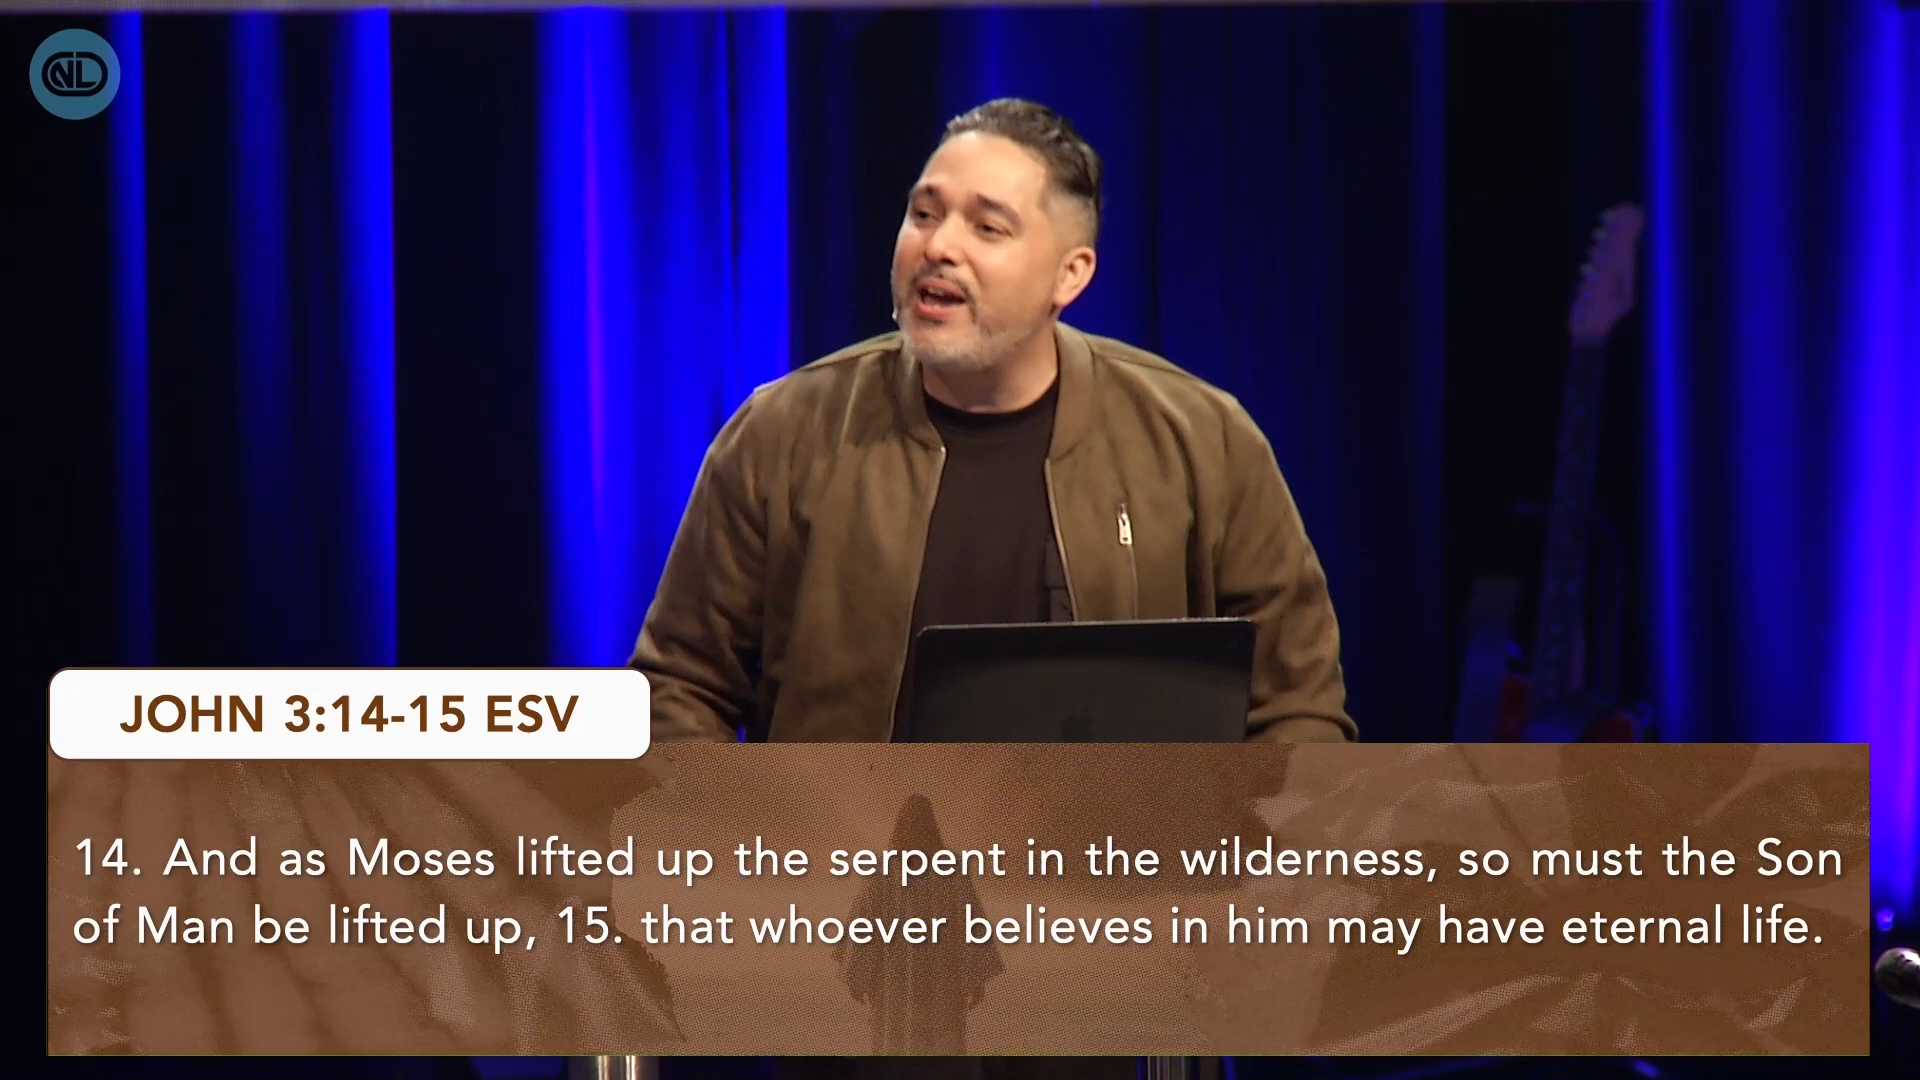 NL
JOHN 3:14-15 ESV
14. And as Moses lifted up the serpent in the wilderness, so must the Son
of Man be lifted up, 15. that whoever believes in him may have eternal life.